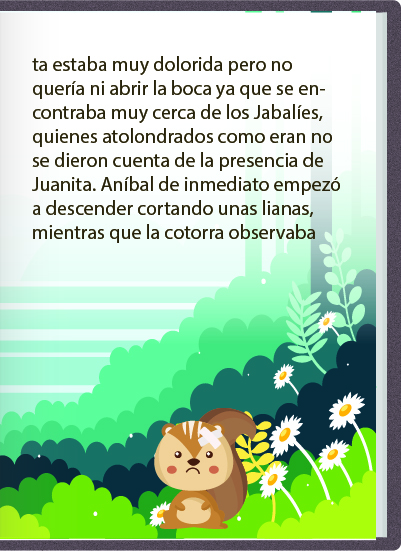 ta estaba muy dolorida pero no
quería ni abrir la boca ya que se en-
contraba muy cerca de los Jabalíes,
quienes atolondrados como eran no
se dieron cuenta de la presencia de
Juanita. Aníbal de inmediato empezó
a descender cortando unas lianas,
mientras que la cotorra observaba